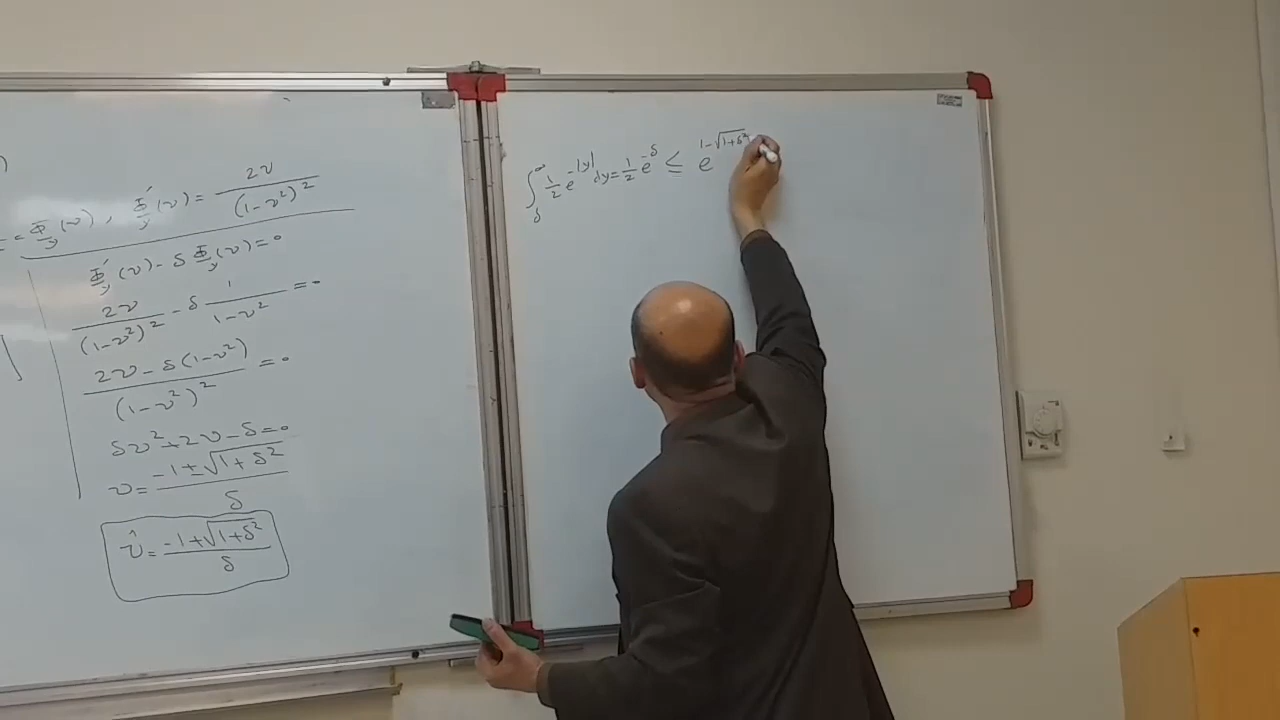 = Φ_y(v), Φ'_y(v) = 2v / (1-v²)²
Φ'_y(v) - δ Φ_y(v) = 0
2v / (1-v²)² - δ 1 / (1-v²) = 0
(2v - δ(1-v²)) / (1-v²)² = 0
δv² + 2v - δ = 0
v = (-1 ± √(1+δ²)) / δ
v̂ = (-1 + √(1+δ²)) / δ
∫_δ^∞ 1/2 e^{-|y|} dy = 1/2 e^{-δ} ≤ e^{1-√(1+δ²)}